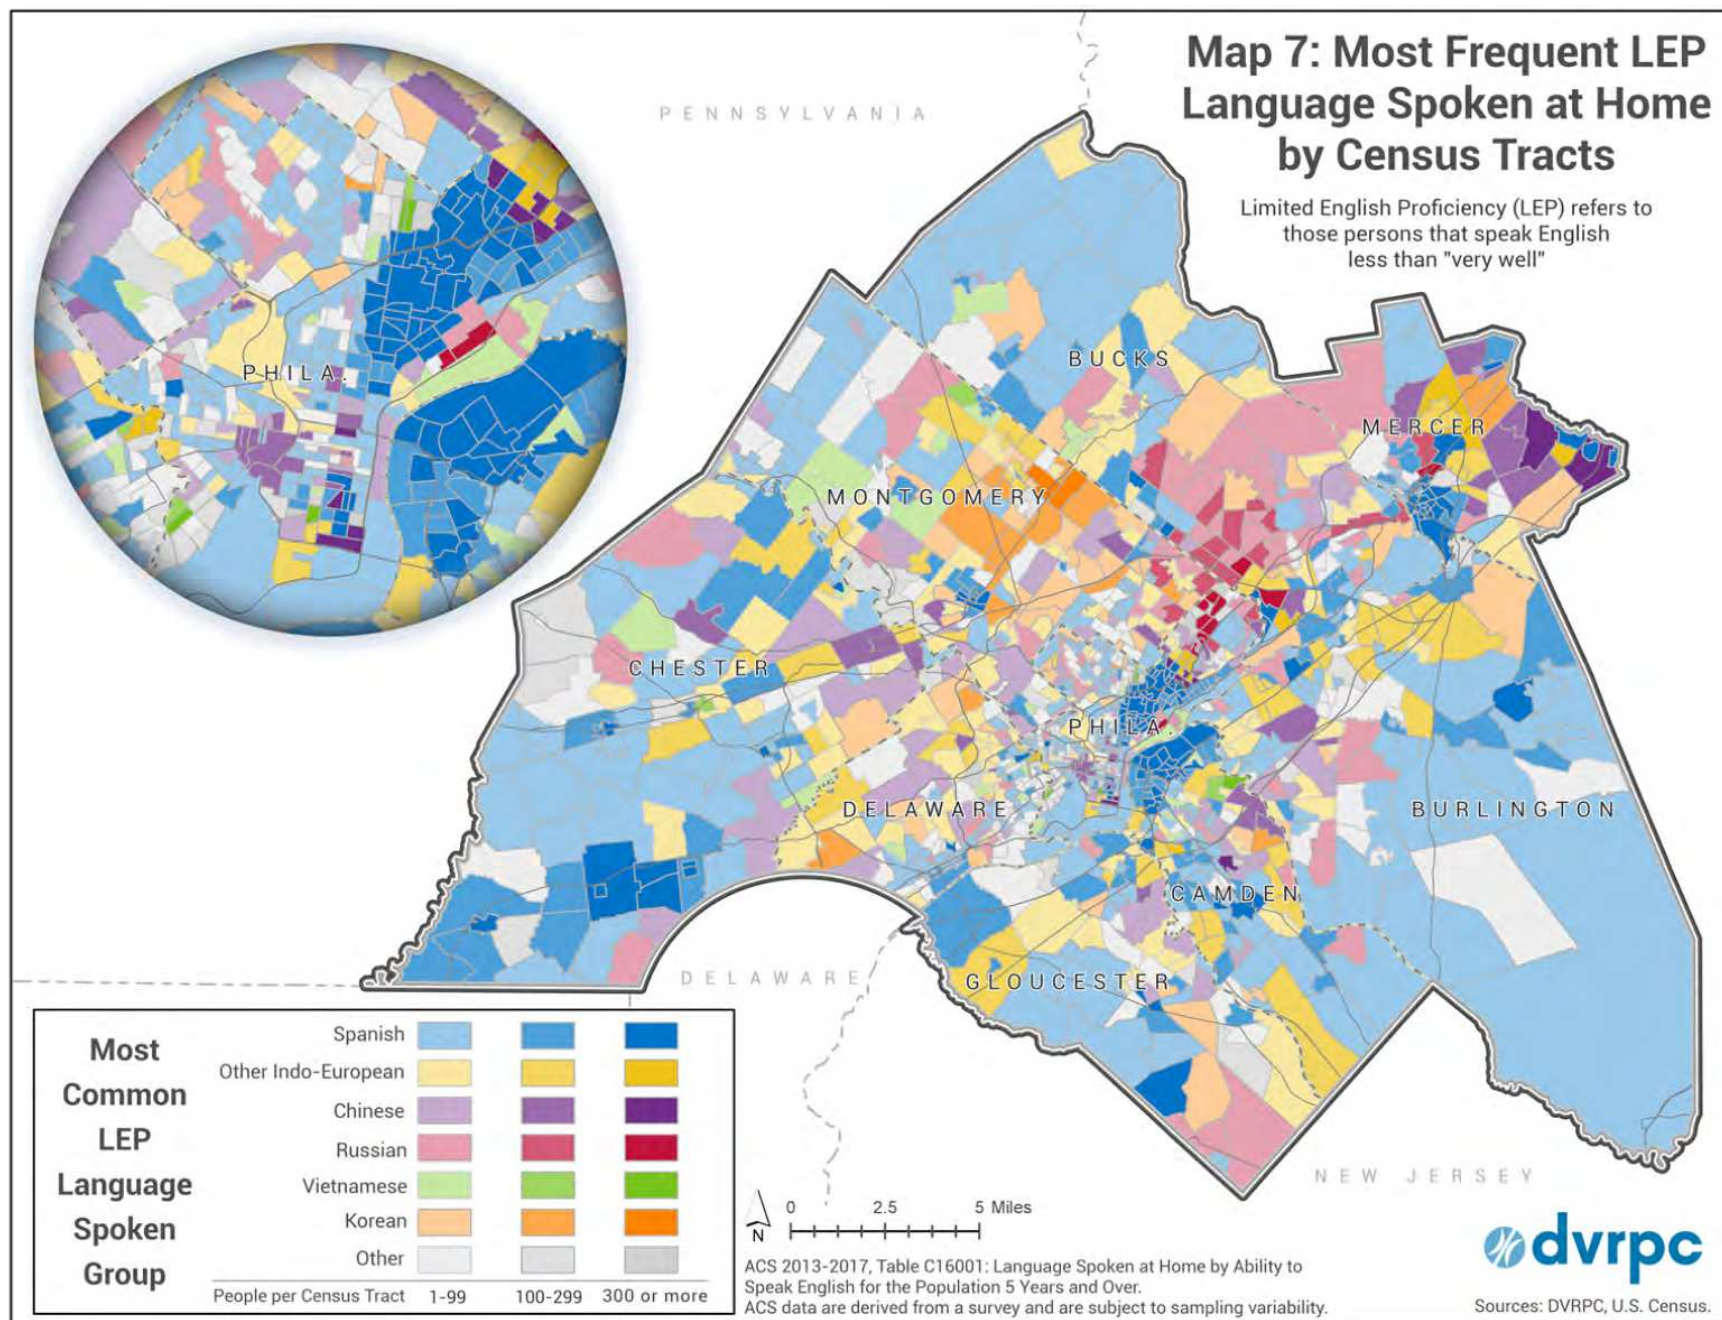 Map 7: Most Frequent LEP
Language Spoken at Home
by Census Tracts
Limited English Proficiency (LEP) refers to
those persons that speak English
less than "very well"
PENNSYLVANIA
PHILA.
BUCKS
MERCER
MONTGOMERY
CHESTER
PHILA.
DELAWARE
BURLINGTON
CAMDEN
GLOUCESTER
DELAWARE
NEW JERSEY
Most
Common
LEP
Language
Spoken
Group
Spanish
Other Indo-European
Chinese
Russian
Vietnamese
Korean
Other
People per Census Tract 1-99 100-299 300 or more
N
0 2.5 5 Miles
ACS 2013-2017, Table C16001: Language Spoken at Home by Ability to
Speak English for the Population 5 Years and Over.
ACS data are derived from a survey and are subject to sampling variability.
dvrpc
Sources: DVRPC, U.S. Census.